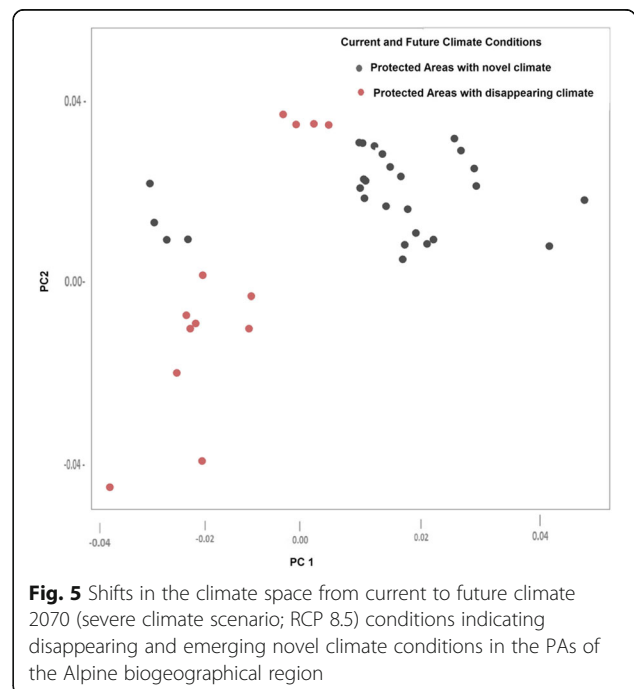 Current and Future Climate Conditions
Protected Areas with novel climate
Protected Areas with disappearing climate
0.04-
0.00-
-0.04-
PC2
-0.04
-0.02
0.00
0.02
0.04
PC 1
Fig. 5 Shifts in the climate space from current to future climate
2070 (severe climate scenario; RCP 8.5) conditions indicating
disappearing and emerging novel climate conditions in the PAs of
the Alpine biogeographical region